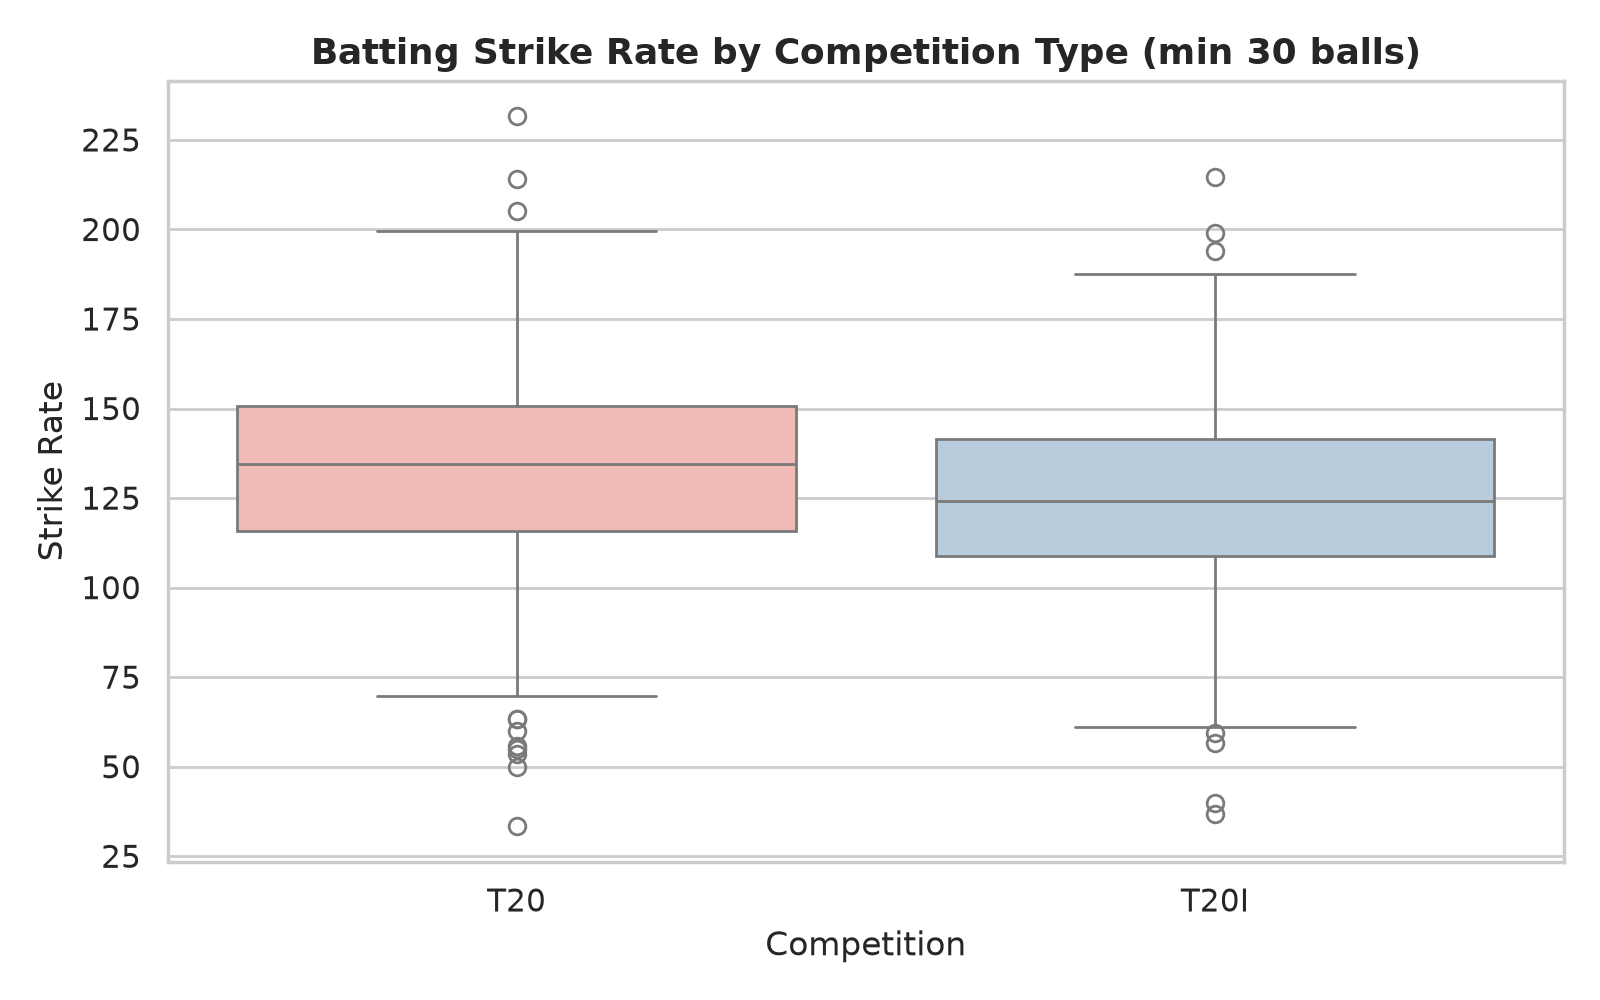 Batting Strike Rate by Competition Type (min 30 balls)
225
200
175
150
125
100
75
50
25
Strike Rate
T20
T20I
Competition